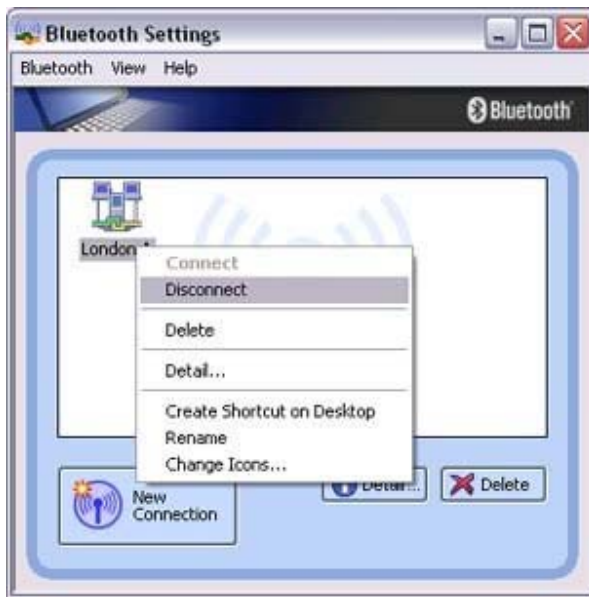 Bluetooth Settings
Bluetooth View Help
Bluetooth
London
Connect
Disconnect
Delete
Detail...
Create Shortcut on Desktop
Rename
Change Icons...
New
Connection
Detail...
Delete